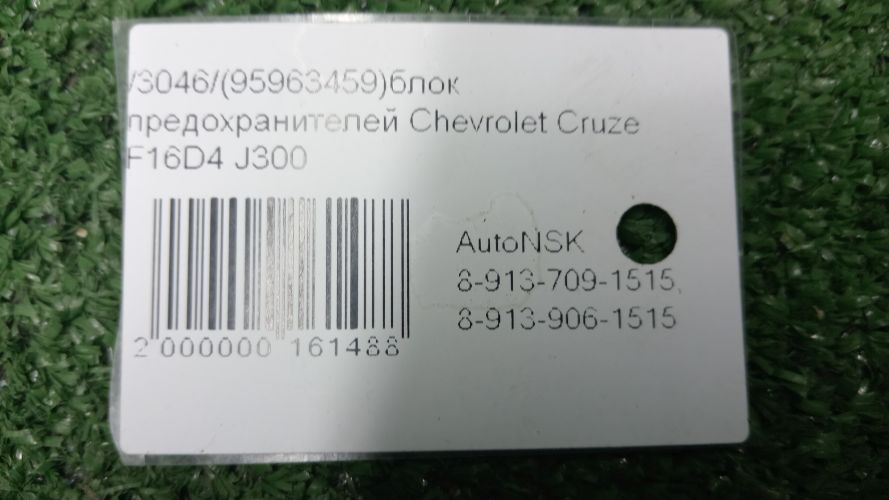 /3046/(95963459)блок
предохранителей Chevrolet Cruze
F16D4 J300
AutoNSK
8-913-709-1515,
8-913-906-1515
2 000000 161488